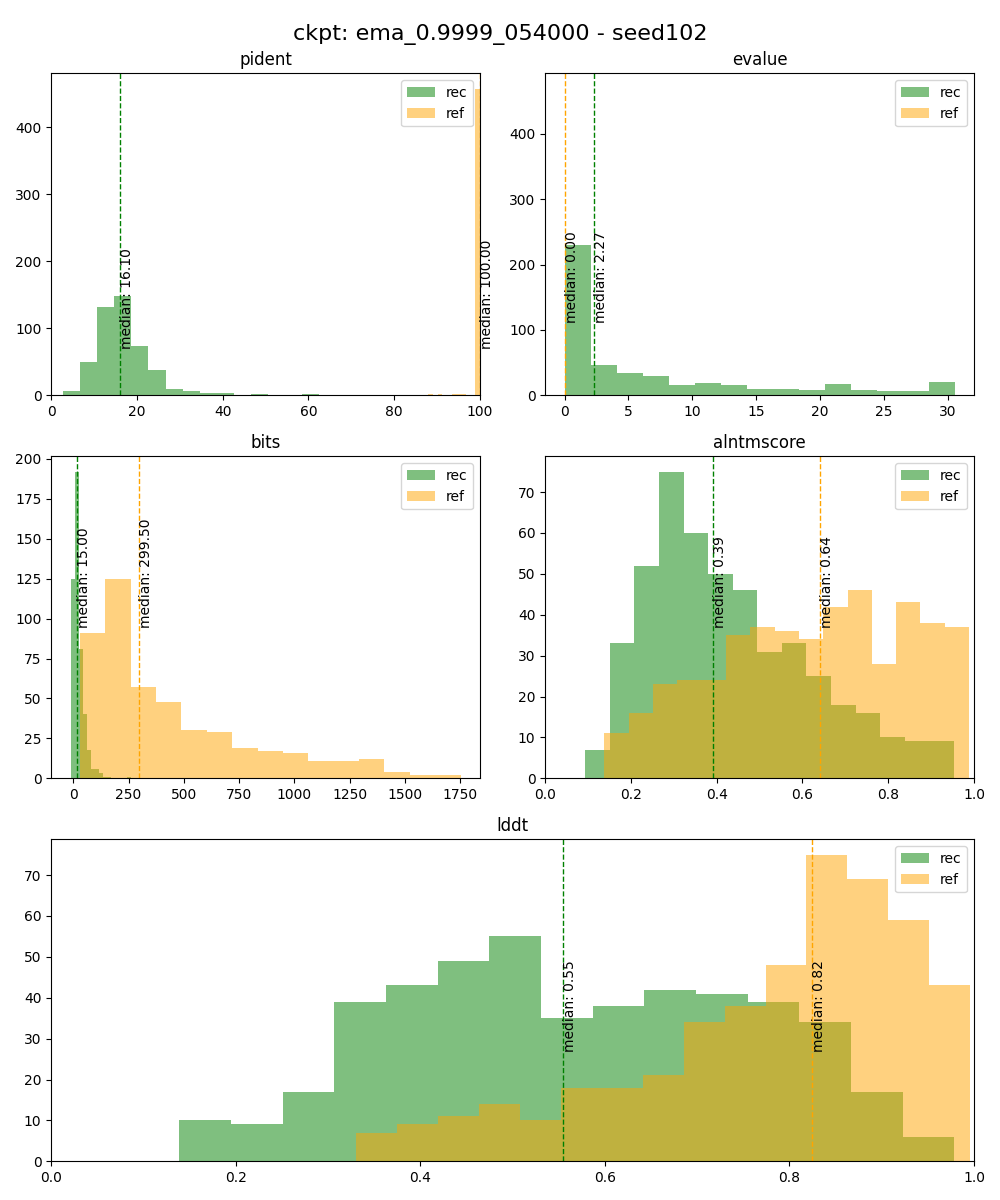 ckpt: ema_0.9999_054000 - seed102
pident
400
300
200
100
0
0 20 40 60 80 100
median: 16.10
median: 100.00
rec
ref
evalue
400
300
200
100
0
0 5 10 15 20 25 30
median: 0.00
median: 2.27
rec
ref
bits
200
175
150
125
100
75
50
25
0
0 250 500 750 1000 1250 1500 1750
median: 15.00
median: 299.50
rec
ref
alntmscore
70
60
50
40
30
20
10
0
0.0 0.2 0.4 0.6 0.8 1.0
median: 0.39
median: 0.64
rec
ref
lddt
70
60
50
40
30
20
10
0
0.0 0.2 0.4 0.6 0.8 1.0
median: 0.55
median: 0.82
rec
ref